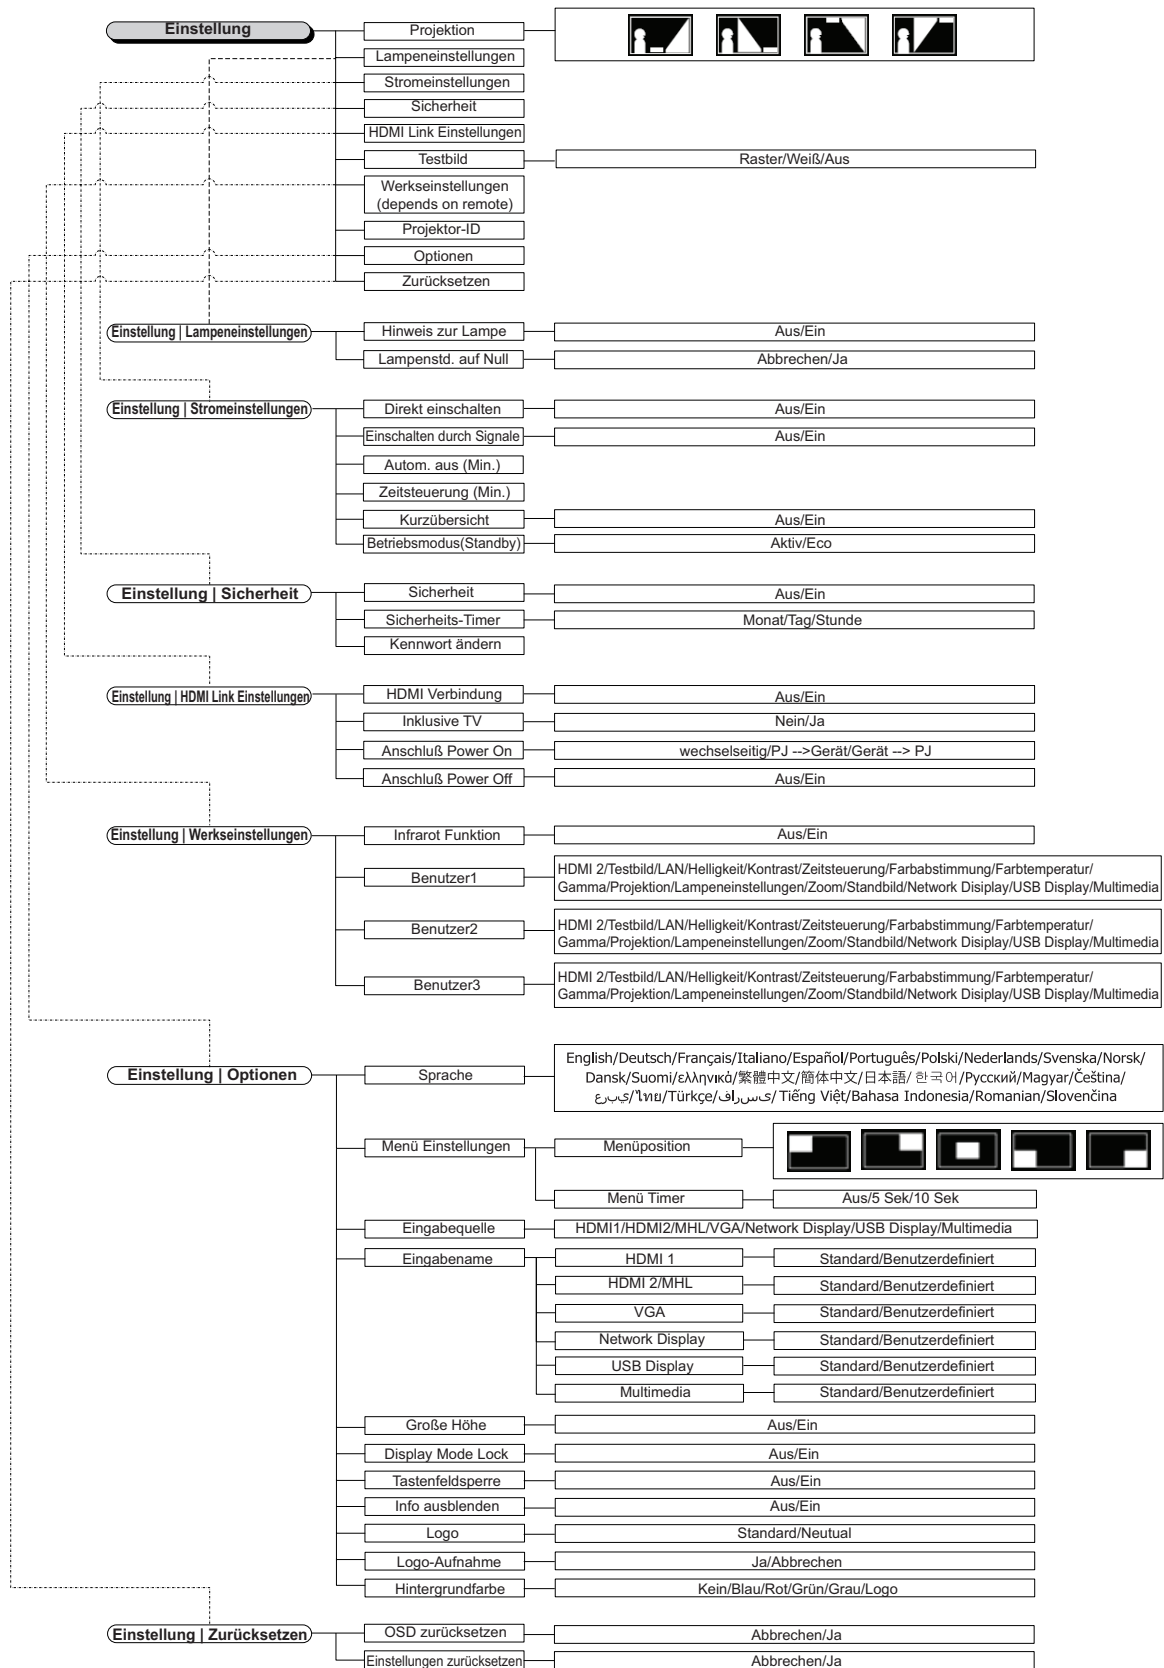 Einstellung
Projektion
Lampeneinstellungen
Stromeinstellungen
Sicherheit
HDMI Link Einstellungen
Testbild
Raster/Weiß/Aus
Werkseinstellungen
(depends on remote)
Projektor-ID
Optionen
Zurücksetzen
Einstellung | Lampeneinstellungen
Hinweis zur Lampe
Aus/Ein
Lampenstd. auf Null
Abbrechen/Ja
Einstellung | Stromeinstellungen
Direkt einschalten
Aus/Ein
Einschalten durch Signale
Aus/Ein
Autom. aus (Min.)
Zeitsteuerung (Min.)
Kurzübersicht
Aus/Ein
Betriebsmodus(Standby)
Aktiv/Eco
Einstellung | Sicherheit
Sicherheit
Aus/Ein
Sicherheits-Timer
Monat/Tag/Stunde
Kennwort ändern
Einstellung | HDMI Link Einstellungen
HDMI Verbindung
Aus/Ein
Inklusive TV
Nein/Ja
Anschluß Power On
wechselseitig/PJ -->Gerät/Gerät --> PJ
Anschluß Power Off
Aus/Ein
Einstellung | Werkseinstellungen
Infrarot Funktion
Aus/Ein
Benutzer1
HDMI 2/Testbild/LAN/Helligkeit/Kontrast/Zeitsteuerung/Farbabstimmung/Farbtemperatur/
Gamma/Projektion/Lampeneinstellungen/Zoom/Standbild/Network Disiplay/USB Display/Multimedia
Benutzer2
HDMI 2/Testbild/LAN/Helligkeit/Kontrast/Zeitsteuerung/Farbabstimmung/Farbtemperatur/
Gamma/Projektion/Lampeneinstellungen/Zoom/Standbild/Network Disiplay/USB Display/Multimedia
Benutzer3
HDMI 2/Testbild/LAN/Helligkeit/Kontrast/Zeitsteuerung/Farbabstimmung/Farbtemperatur/
Gamma/Projektion/Lampeneinstellungen/Zoom/Standbild/Network Disiplay/USB Display/Multimedia
Einstellung | Optionen
Sprache
English/Deutsch/Français/Italiano/Español/Português/Polski/Nederlands/Svenska/Norsk/
Dansk/Suomi/ελληνικά/繁體中文/簡体中文/日本語/한국어/Русский/Magyar/Čeština/
ي‌ب‌ر‌ع/ไทย/Türkçe/ی‌س‌ر‌ا‌ف/Tiếng Việt/Bahasa Indonesia/Romanian/Slovenčina
Menü Einstellungen
Menüposition
Menü Timer
Aus/5 Sek/10 Sek
Eingabequelle
HDMI1/HDMI2/MHL/VGA/Network Display/USB Display/Multimedia
Eingabename
HDMI 1
Standard/Benutzerdefiniert
HDMI 2/MHL
Standard/Benutzerdefiniert
VGA
Standard/Benutzerdefiniert
Network Display
Standard/Benutzerdefiniert
USB Display
Standard/Benutzerdefiniert
Multimedia
Standard/Benutzerdefiniert
Große Höhe
Aus/Ein
Display Mode Lock
Aus/Ein
Tastenfeldsperre
Aus/Ein
Info ausblenden
Aus/Ein
Logo
Standard/Neutual
Logo-Aufnahme
Ja/Abbrechen
Hintergrundfarbe
Kein/Blau/Rot/Grün/Grau/Logo
Einstellung | Zurücksetzen
OSD zurücksetzen
Abbrechen/Ja
Einstellungen zurücksetzen
Abbrechen/Ja